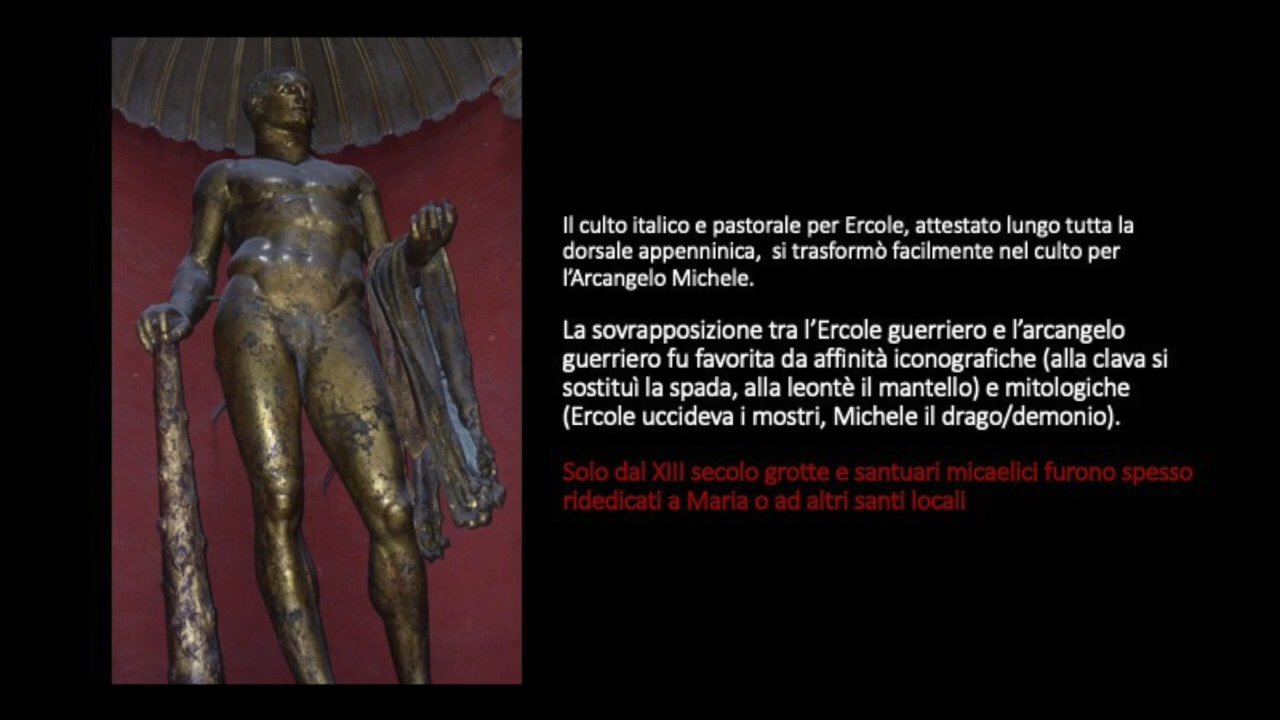 Il culto italico e pastorale per Ercole, attestato lungo tutta la
dorsale appenninica,  si trasformò facilmente nel culto per
l’Arcangelo Michele.
La sovrapposizione tra l’Ercole guerriero e l’arcangelo
guerriero fu favorita da affinità iconografiche (alla clava si
sostituì la spada, alla leontè il mantello) e mitologiche
(Ercole uccideva i mostri, Michele il drago/demonio).
Solo dal XIII secolo grotte e santuari micaelici furono spesso
ridedicati a Maria o ad altri santi locali